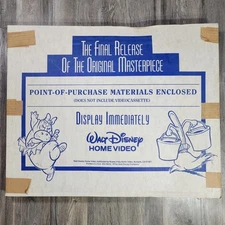 The Final Release
Of The Original Masterpiece
POINT-OF-PURCHASE MATERIALS ENCLOSED
(DOES NOT INCLUDE VIDEOCASSETTE)
Display Immediately
Walt Disney
HOME VIDEO